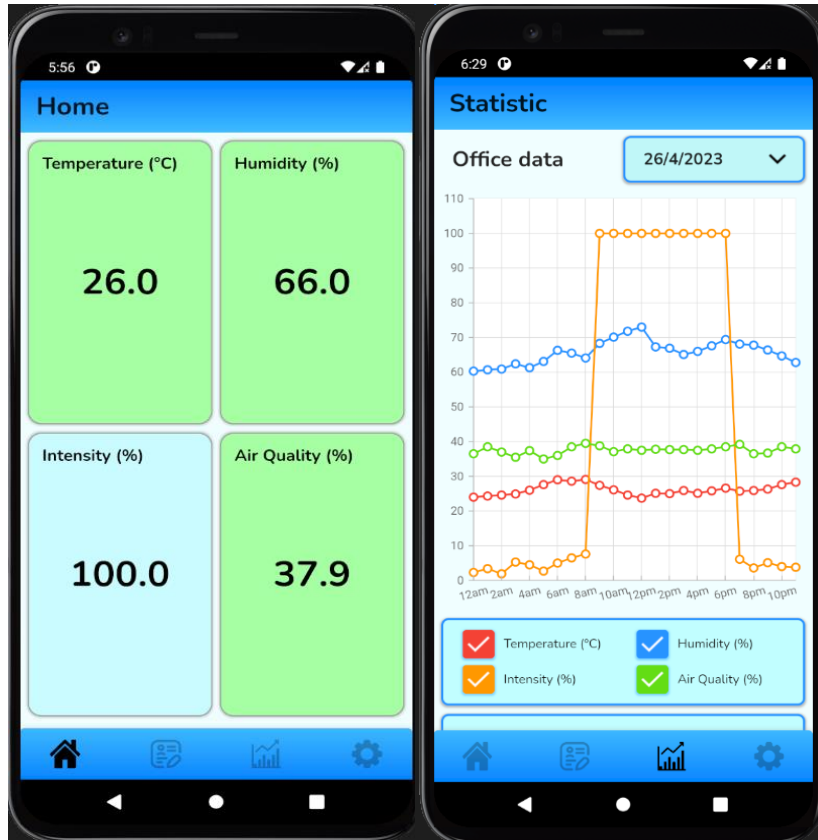 5:56
Home
Temperature (°C)
Humidity (%)
26.0
66.0
Intensity (%)
Air Quality (%)
100.0
37.9
6:29
Statistic
Office data
26/4/2023
110
100
90
80
70
60
50
40
30
20
10
0
12am 2am 4am 6am 8am 10am 12pm 2pm 4pm 6pm 8pm 10pm
Temperature (°C)
Humidity (%)
Intensity (%)
Air Quality (%)